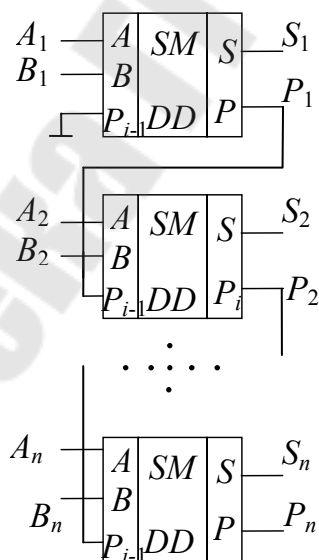 A₁ A SM S S₁
B₁ B
Pᵢ₋₁ DD P P₁
A₂ A SM S S₂
B₂ B
Pᵢ₋₁ DD Pᵢ P₂
Aₙ A SM S Sₙ
Bₙ B
Pᵢ₋₁ DD P Pₙ